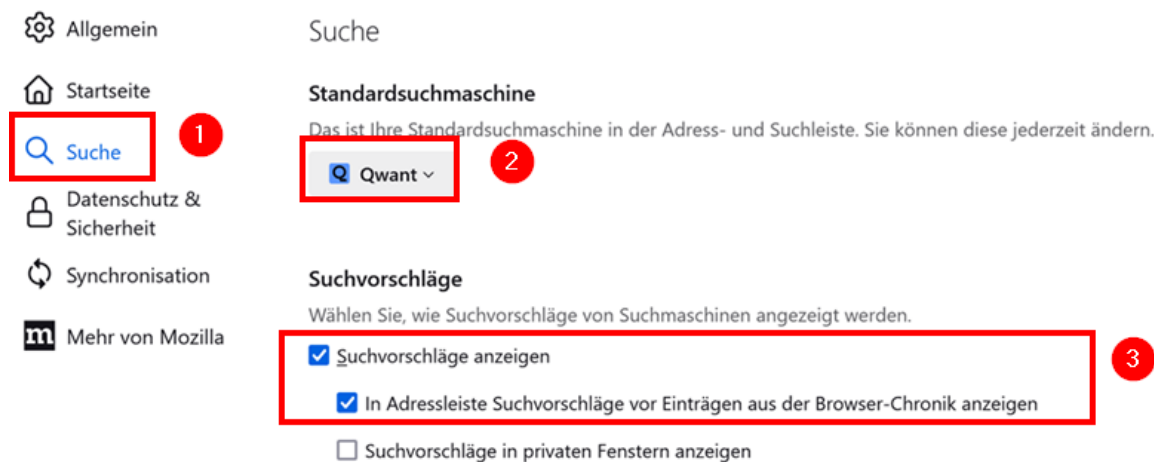 Allgemein
Startseite
Suche
1
Datenschutz &
Sicherheit
Synchronisation
m
Mehr von Mozilla
Suche
Standardsuchmaschine
Das ist Ihre Standardsuchmaschine in der Adress- und Suchleiste. Sie können diese jederzeit ändern.
Q Qwant
2
Suchvorschläge
Wählen Sie, wie Suchvorschläge von Suchmaschinen angezeigt werden.
Suchvorschläge anzeigen
In Adressleiste Suchvorschläge vor Einträgen aus der Browser-Chronik anzeigen
3
Suchvorschläge in privaten Fenstern anzeigen